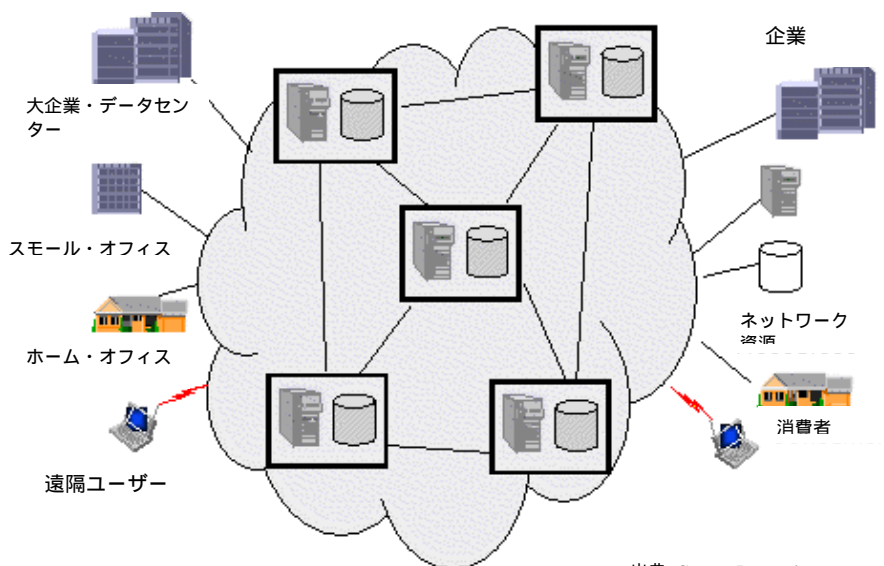 企業
大企業・データセン
ター
スモール・オフィス
ネットワーク
資源
ホーム・オフィス
消費者
遠隔ユーザー